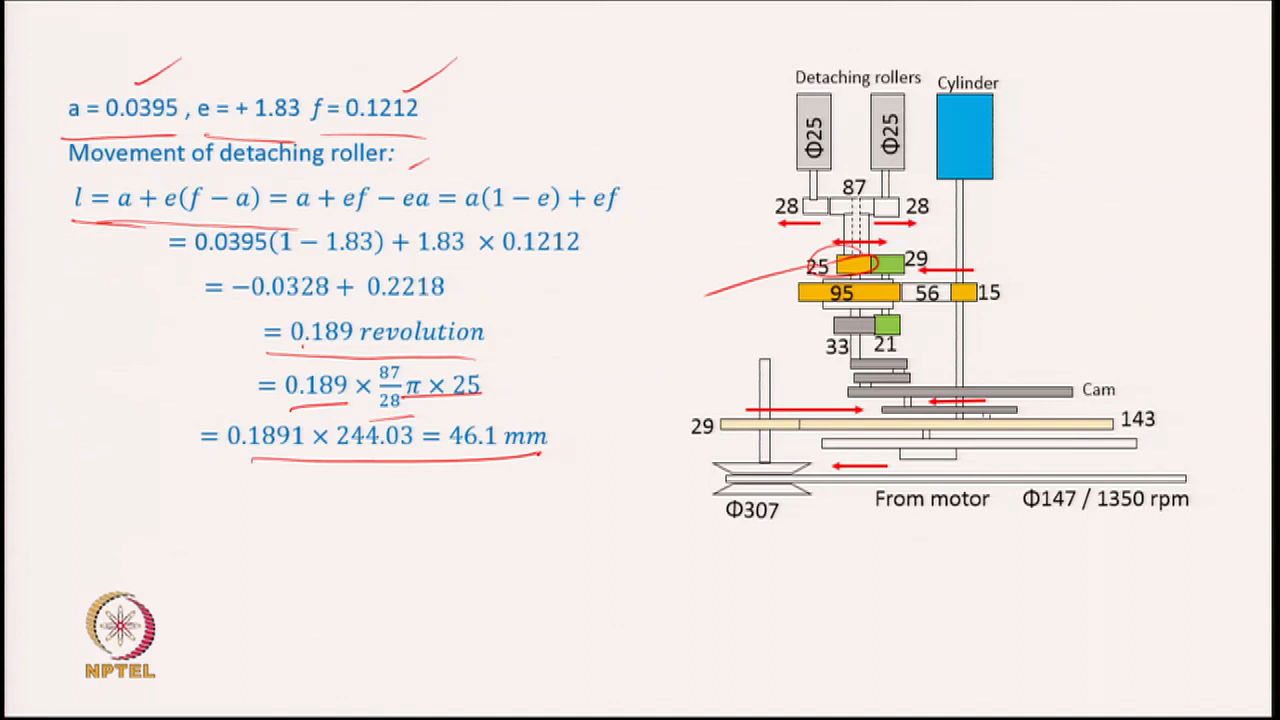 a = 0.0395 , e = + 1.83 f = 0.1212
Movement of detaching roller:
l = a + e(f − a) = a + ef − ea = a(1 − e) + ef
= 0.0395(1 − 1.83) + 1.83 × 0.1212
= −0.0328 + 0.2218
= 0.189 revolution
= 0.189 × 87/28 π × 25
= 0.1891 × 244.03 = 46.1 mm
Detaching rollers
Cylinder
Φ25
Φ25
87
28
28
25
29
95
56
15
33
21
Cam
29
143
Φ307
From motor
Φ147 / 1350 rpm
NPTEL